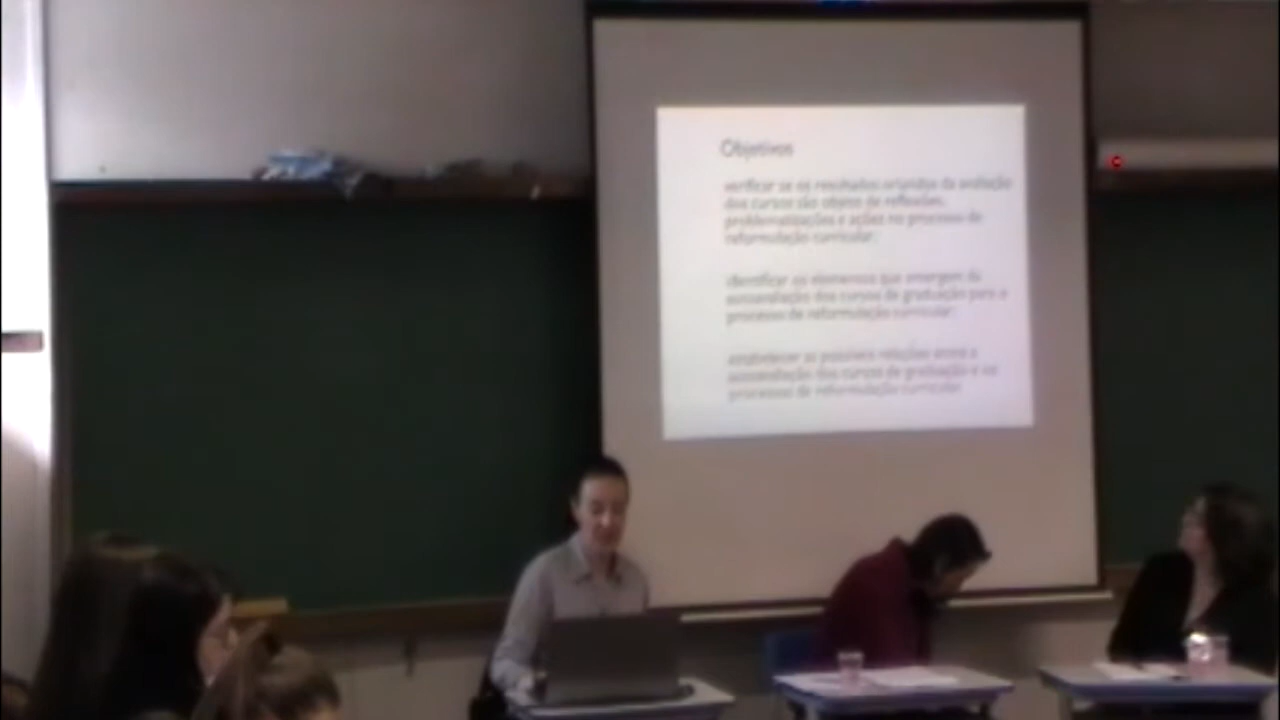 Objetivos
verificar se os resultados oriundos da avaliação
dos cursos são objeto de reflexões,
problematizações e ações no processo de
reformulação curricular;
identificar os elementos que emergem da
autoavaliação dos cursos de graduação para o
processo de reformulação curricular;
estabelecer as possíveis relações entre a
autoavaliação dos cursos de graduação e os
processos de reformulação curricular